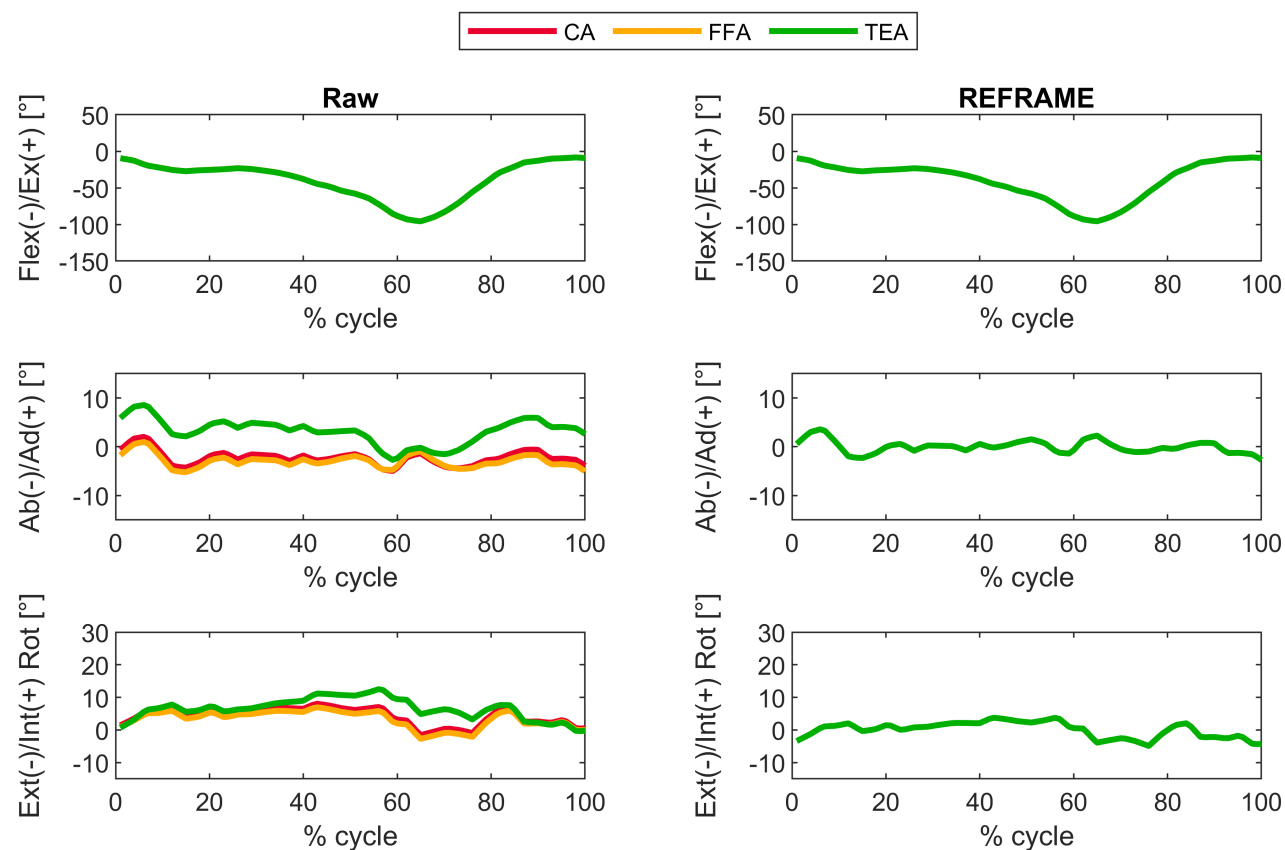 CA FFA TEA
Raw
Flex(-)/Ex(+) [°]
50
0
-50
-100
-150
0 20 40 60 80 100
% cycle
REFRAME
Flex(-)/Ex(+) [°]
50
0
-50
-100
-150
0 20 40 60 80 100
% cycle
Ab(-)/Ad(+) [°]
10
0
-10
0 20 40 60 80 100
% cycle
Ab(-)/Ad(+) [°]
10
0
-10
0 20 40 60 80 100
% cycle
Ext(-)/Int(+) Rot [°]
30
20
10
0
-10
0 20 40 60 80 100
% cycle
Ext(-)/Int(+) Rot [°]
30
20
10
0
-10
0 20 40 60 80 100
% cycle